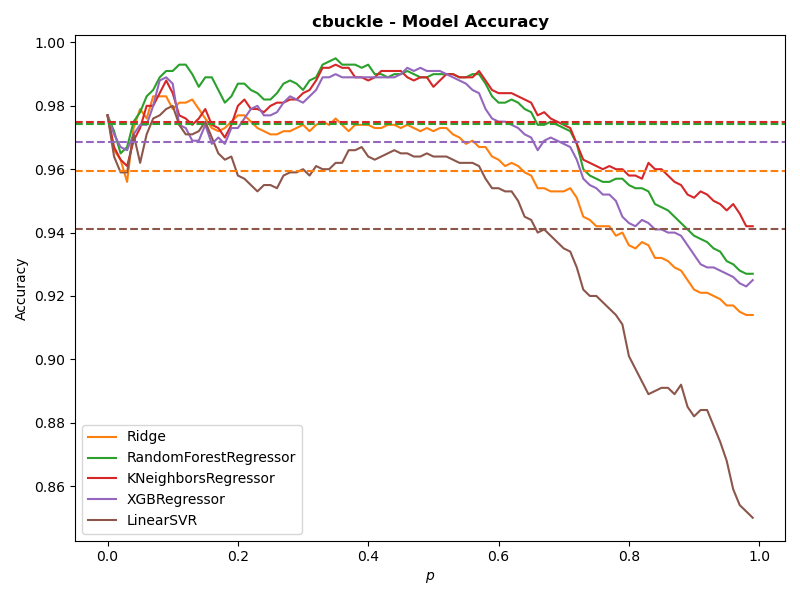 cbuckle - Model Accuracy
1.00
0.98
0.96
0.94
0.92
0.90
0.88
0.86
Accuracy
Ridge
RandomForestRegressor
KNeighborsRegressor
XGBRegressor
LinearSVR
0.0 0.2 0.4 0.6 0.8 1.0
p